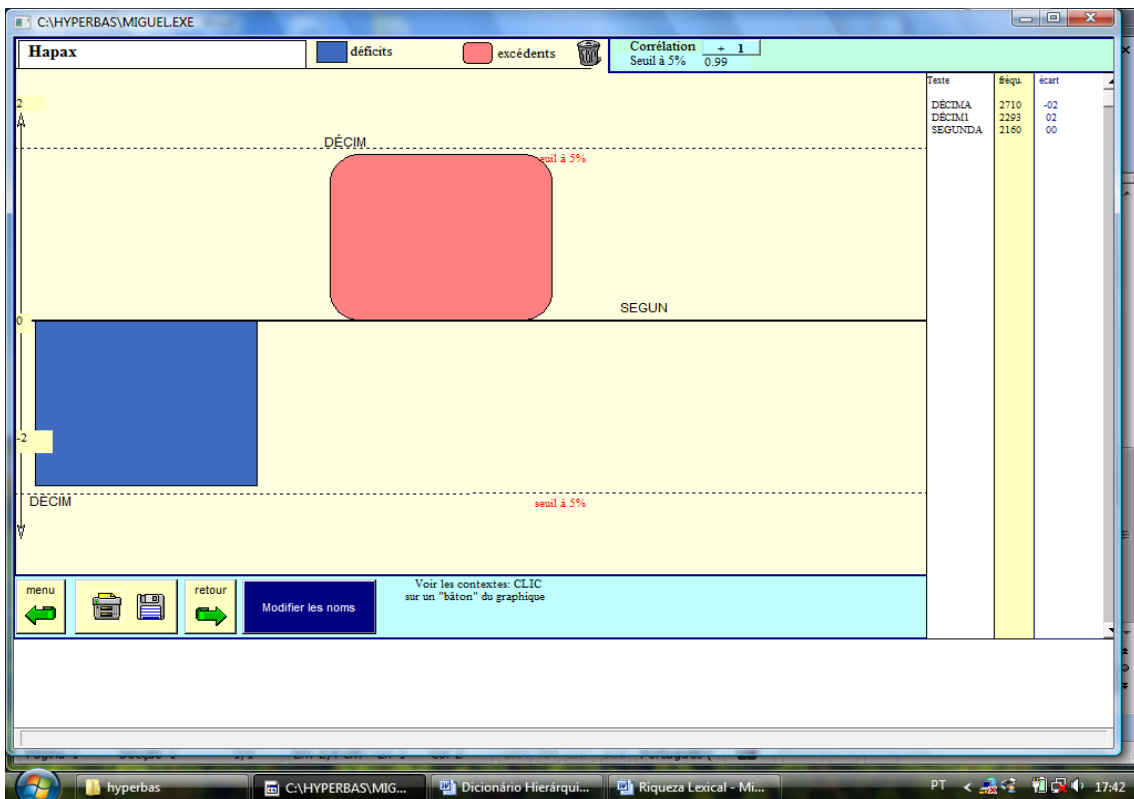 C:\HYPERBAS\MIGUEL.EXE
Hapax
déficits
excédents
Corrélation + 1
Seuil à 5% 0.99
Texte fréqu. écart
DÉCIMA 2710 -02
DÉCIM1 2293 02
SEGUNDA 2160 00
2
DÉCIM
seuil à 5%
SEGUN
0
-2
DÉCIM
seuil à 5%
menu
retour
Modifier les noms
Voir les contextes: CLIC
sur un "bâton" du graphique
hyperbas
C:\HYPERBAS\MIG...
Dicionário Hierárqui...
Riqueza Lexical - Mi...
PT
17:42